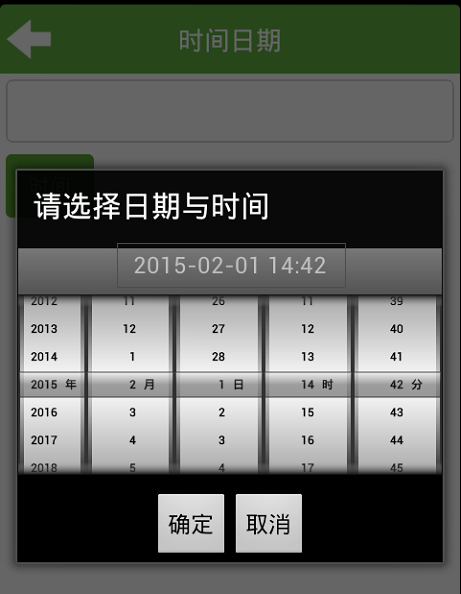 时间日期
请选择日期与时间
2015-02-01 14:42
2012 11 26 11 39
2013 12 27 12 40
2014 1 28 13 41
2015 年 2 月 1 日 14 时 42 分
2016 3 2 15 43
2017 4 3 16 44
2018 5 4 17 45
确定 取消